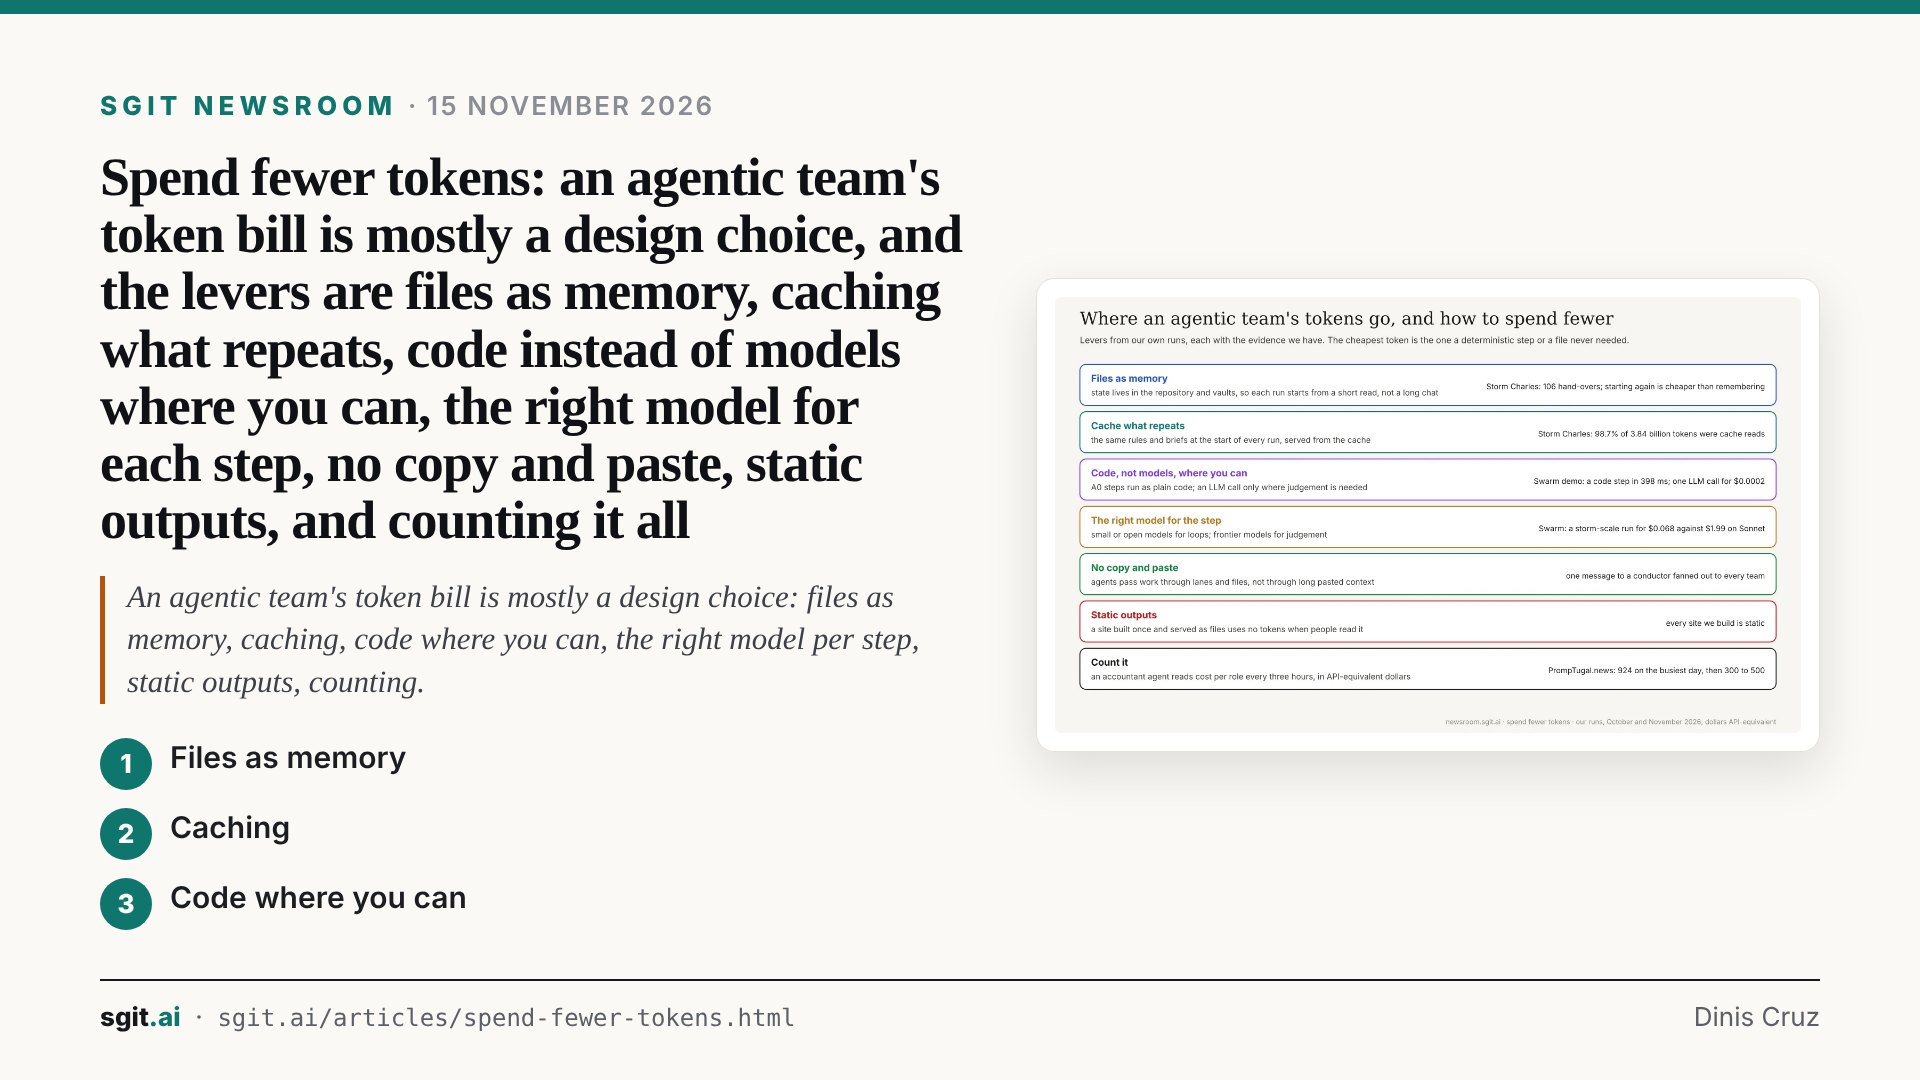 SGIT NEWSROOM · 15 NOVEMBER 2026
Spend fewer tokens: an agentic team's
token bill is mostly a design choice, and
the levers are files as memory, caching
what repeats, code instead of models
where you can, the right model for
each step, no copy and paste, static
outputs, and counting it all
An agentic team's token bill is mostly a design choice: files as
memory, caching, code where you can, the right model per step,
static outputs, counting.
1 Files as memory
2 Caching
3 Code where you can
Where an agentic team's tokens go, and how to spend fewer
Levers from our own runs, each with the evidence we have. The cheapest token is the one a deterministic step or a file never needed.
Files as memory
state lives in the repository and vaults, so each run starts from a short read, not a long chat
Storm Charles: 106 hand-overs; starting again is cheaper than remembering
Cache what repeats
the same rules and briefs at the start of every run, served from the cache
Storm Charles: 98.7% of 3.84 billion tokens were cache reads
Code, not models, where you can
A0 steps run as plain code; an LLM call only where judgement is needed
Swarm demo: a code step in 398 ms; one LLM call for $0.0002
The right model for the step
small or open models for loops; frontier models for judgement
Swarm: a storm-scale run for $0.068 against $1.99 on Sonnet
No copy and paste
agents pass work through lanes and files, not through long pasted context
one message to a conductor fanned out to every team
Static outputs
a site built once and served as files uses no tokens when people read it
every site we build is static
Count it
an accountant agent reads cost per role every three hours, in API-equivalent dollars
PrompTugal.news: 924 on the busiest day, then 300 to 500
newsroom.sgit.ai · spend fewer tokens · our runs, October and November 2026; dollars API-equivalent
sgit.ai · sgit.ai/articles/spend-fewer-tokens.html
Dinis Cruz